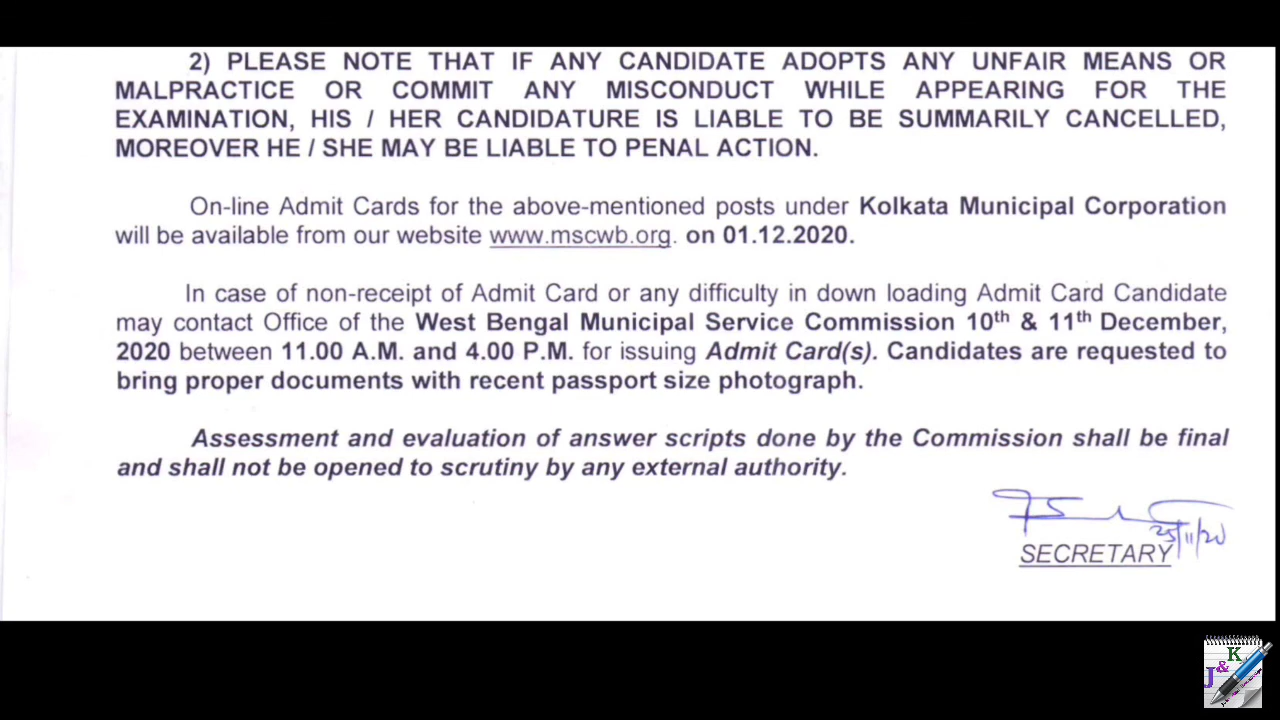 2) PLEASE NOTE THAT IF ANY CANDIDATE ADOPTS ANY UNFAIR MEANS OR
MALPRACTICE OR COMMIT ANY MISCONDUCT WHILE APPEARING FOR THE
EXAMINATION, HIS / HER CANDIDATURE IS LIABLE TO BE SUMMARILY CANCELLED,
MOREOVER HE / SHE MAY BE LIABLE TO PENAL ACTION.
On-line Admit Cards for the above-mentioned posts under Kolkata Municipal Corporation
will be available from our website www.mscwb.org. on 01.12.2020.
In case of non-receipt of Admit Card or any difficulty in down loading Admit Card Candidate
may contact Office of the West Bengal Municipal Service Commission 10th & 11th December,
2020 between 11.00 A.M. and 4.00 P.M. for issuing Admit Card(s). Candidates are requested to
bring proper documents with recent passport size photograph.
Assessment and evaluation of answer scripts done by the Commission shall be final
and shall not be opened to scrutiny by any external authority.
25/11/20
SECRETARY
J&K